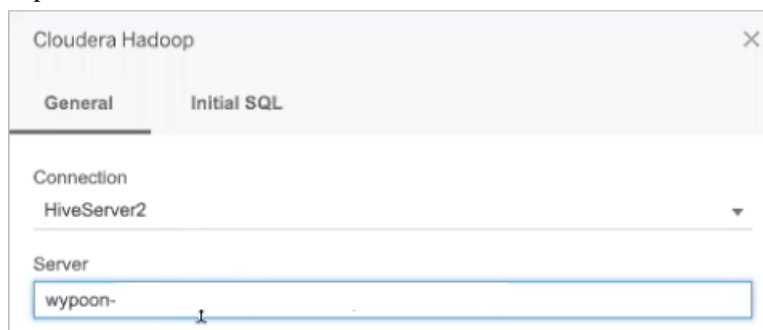 Cloudera Hadoop
General Initial SQL
Connection
HiveServer2
Server
wypoon-